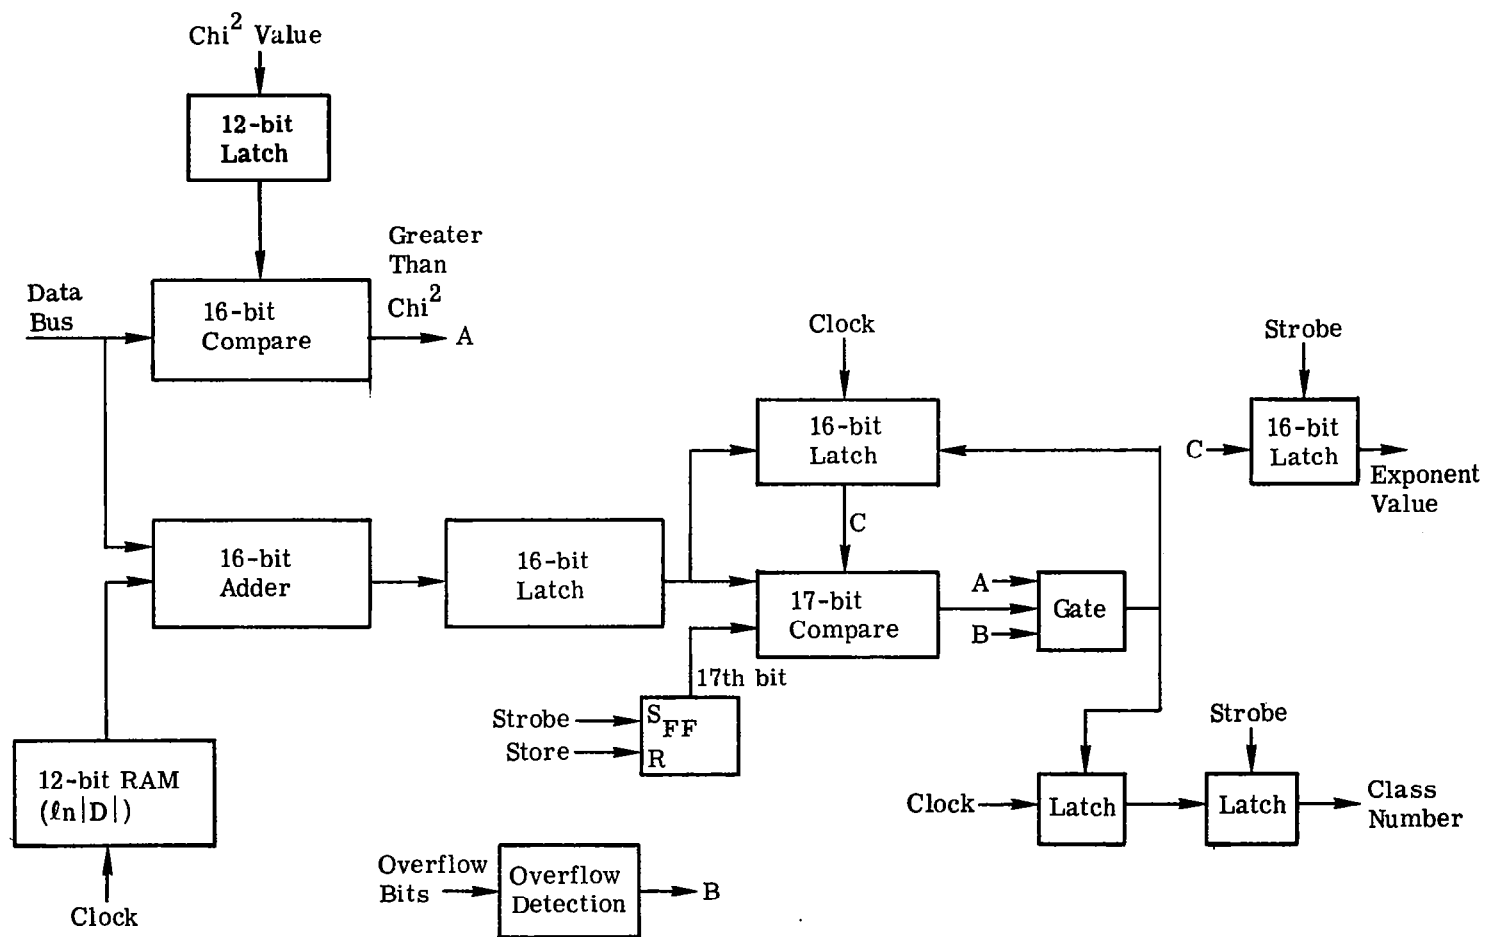 Chi² Value
12-bit
Latch
Greater
Than
Chi²
Data
Bus
16-bit
Compare
A
Clock
Strobe
16-bit
Latch
C
16-bit
Latch
Exponent
Value
C
16-bit
Adder
16-bit
Latch
17-bit
Compare
A
B
Gate
17th bit
Strobe
Store
S
FF
R
Strobe
12-bit RAM
(ℓn|D|)
Clock
Latch
Latch
Class
Number
Overflow
Bits
Overflow
Detection
B
Clock